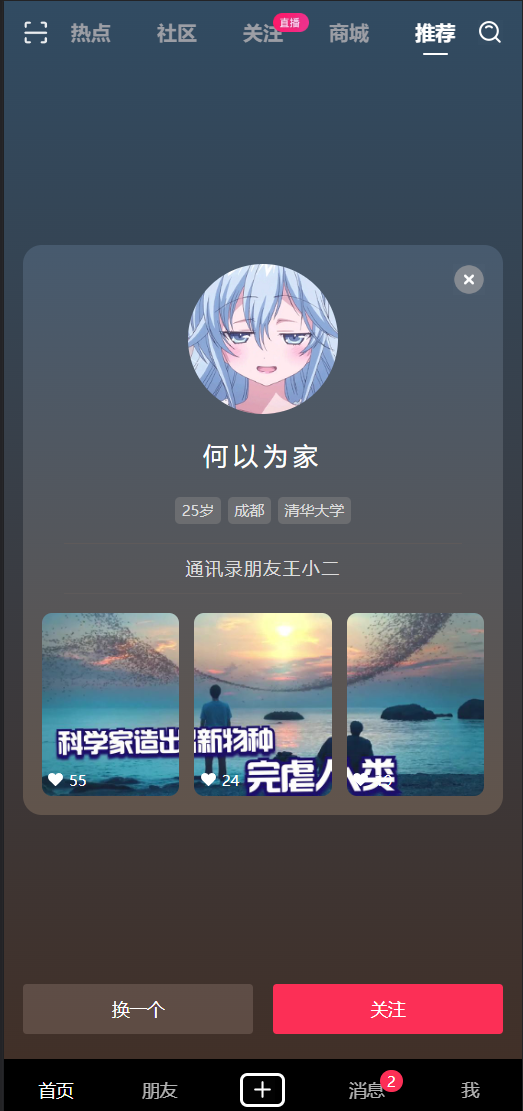 热点 社区 关注 直播 商城 推荐
何以为家
25岁 成都 清华大学
通讯录朋友王小二
科学家造出新物种
完虐人类
55 24
换一个 关注
首页 朋友 消息 2 我